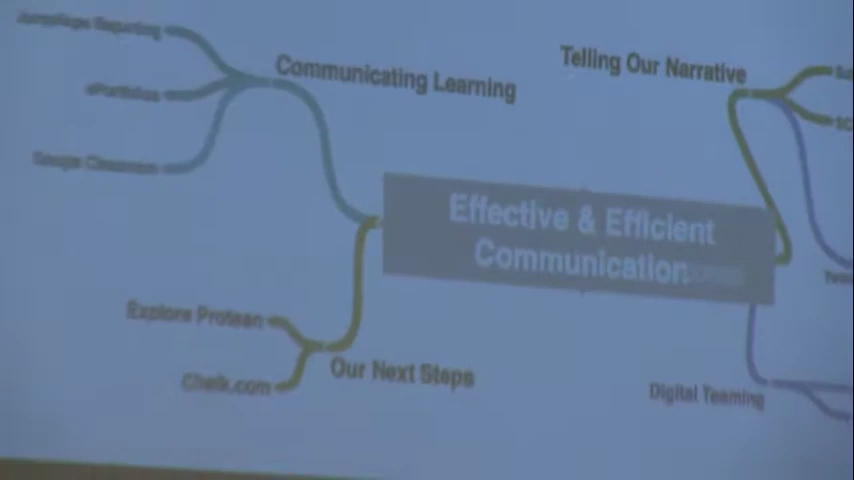 Reporting
Communicating Learning
ePortfolios
Google Classroom
Effective & Efficient
Communication
Explore Protean
Chalk.com
Our Next Steps
Telling Our Narrative
Digital Teaming